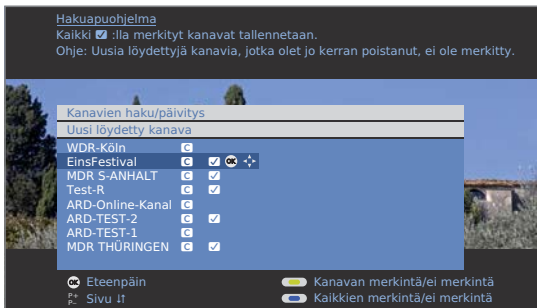 Hakuapuohjelma
Kaikki ☑ :lla merkityt kanavat tallennetaan.
Ohje: Uusia löydettyjä kanavia, jotka olet jo kerran poistanut, ei ole merkitty.
Kanavien haku/päivitys
Uusi löydetty kanava
WDR-Köln C
EinsFestival C ☑ OK
MDR S-ANHALT C ☑
Test-R C ☑
ARD-Online-Kanal C
ARD-TEST-2 C ☑
ARD-TEST-1 C
MDR THÜRINGEN C ☑
OK Eteenpäin
Kanavan merkintä/ei merkintä
P+ P- Sivu ↓↑
Kaikkien merkintä/ei merkintä